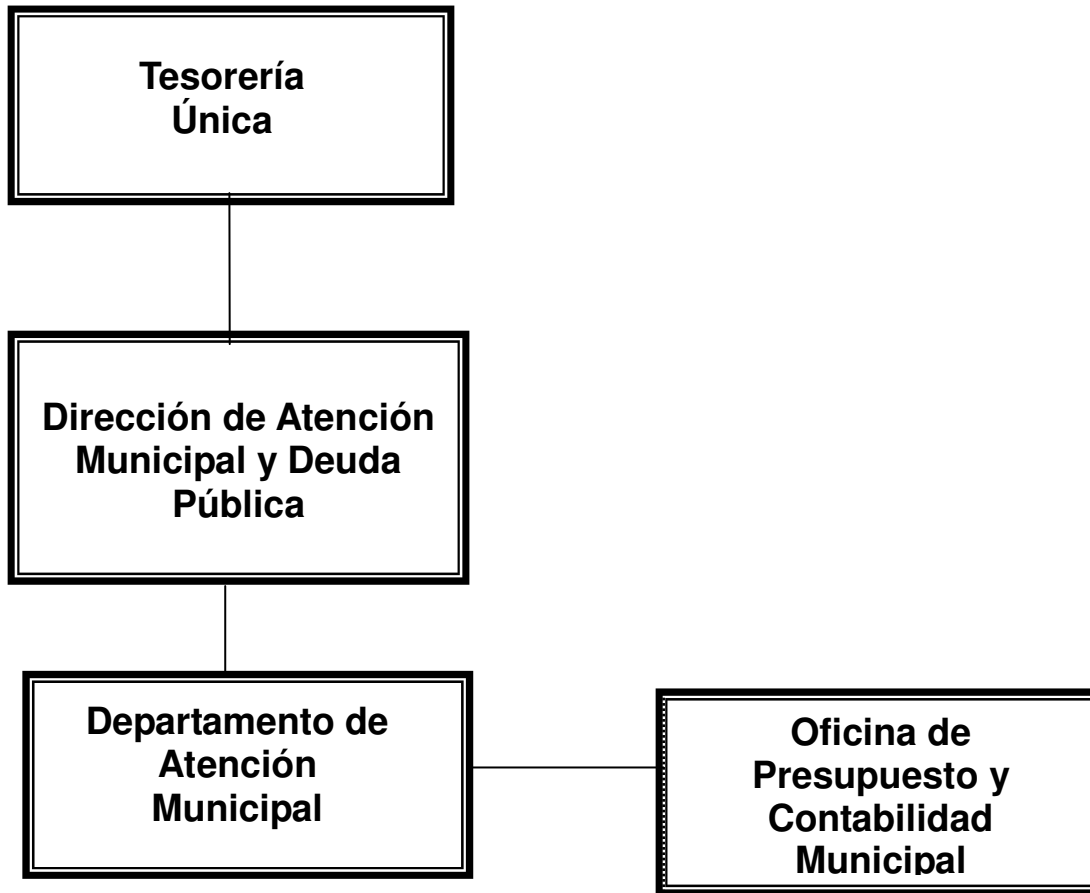 Tesorería
Única
Dirección de Atención
Municipal y Deuda
Pública
Departamento de
Atención
Municipal
Oficina de
Presupuesto y
Contabilidad
Municipal